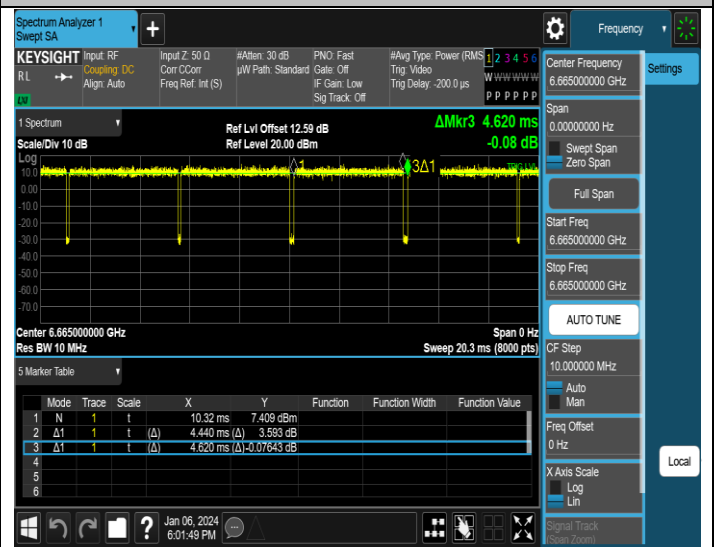 Spectrum Analyzer 1
Swept SA
+
Frequency
KEYSIGHT Input: RF Input Z: 50 Ω #Atten: 30 dB PNO: Fast #Avg Type: Power (RMS 1 2 3 4 5 6
RL Coupling: DC Corr CCorr µW Path: Standard Gate: Off Trig: Video W W W W W W
Align: Auto Freq Ref: Int (S) IF Gain: Low Trig Delay: -200.0 µs
Sig Track: Off P P P P P P
LXI
1 Spectrum
Ref Lvl Offset 12.59 dB ΔMkr3 4.620 ms
Scale/Div 10 dB Ref Level 20.00 dBm -0.08 dB
Log
1 3Δ1
TRIG LVL
10.0
0.00
-10.0
-20.0
-30.0
-40.0
-50.0
-60.0
-70.0
Center 6.665000000 GHz Span 0 Hz
Res BW 10 MHz Sweep 20.3 ms (8000 pts)
5 Marker Table
Mode Trace Scale X Y Function Function Width Function Value
1 N 1 t 10.32 ms 7.409 dBm
2 Δ1 1 t (Δ) 4.440 ms (Δ) 3.593 dB
3 Δ1 1 t (Δ) 4.620 ms (Δ) -0.07643 dB
4
5
6
Jan 06, 2024
6:01:49 PM
?
Center Frequency
6.665000000 GHz
Settings
Span
0.00000000 Hz
Swept Span
Zero Span
Full Span
Start Freq
6.665000000 GHz
Stop Freq
6.665000000 GHz
AUTO TUNE
CF Step
10.000000 MHz
Auto
Man
Freq Offset
0 Hz
Local
X Axis Scale
Log
Lin
Signal Track
(Span Zoom)